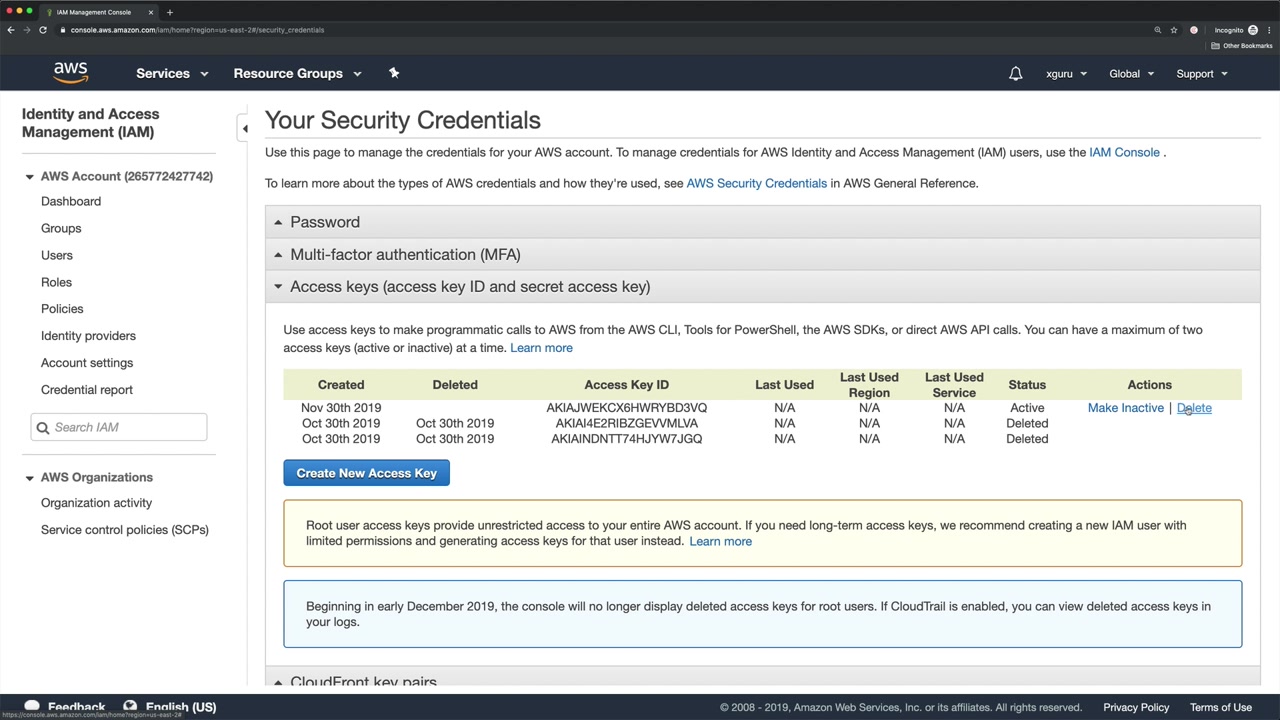 IAM Management Console
console.aws.amazon.com/iam/home?region=us-east-2#/security_credentials
Incognito
Other Bookmarks
aws
Services
Resource Groups
xguru
Global
Support
Identity and Access
Management (IAM)
AWS Account (265772427742)
Dashboard
Groups
Users
Roles
Policies
Identity providers
Account settings
Credential report
Search IAM
AWS Organizations
Organization activity
Service control policies (SCPs)
Your Security Credentials
Use this page to manage the credentials for your AWS account. To manage credentials for AWS Identity and Access Management (IAM) users, use the IAM Console .
To learn more about the types of AWS credentials and how they're used, see AWS Security Credentials in AWS General Reference.
Password
Multi-factor authentication (MFA)
Access keys (access key ID and secret access key)
Use access keys to make programmatic calls to AWS from the AWS CLI, Tools for PowerShell, the AWS SDKs, or direct AWS API calls. You can have a maximum of two
access keys (active or inactive) at a time. Learn more
Created Deleted Access Key ID Last Used Last Used Region Last Used Service Status Actions
Nov 30th 2019 AKIAJWEKCX6HWRYBD3VQ N/A N/A N/A Active Make Inactive | Delete
Oct 30th 2019 Oct 30th 2019 AKIAI4E2RIBZGEVVMLVA N/A N/A N/A Deleted
Oct 30th 2019 Oct 30th 2019 AKIAINDNTT74HJYW7JGQ N/A N/A N/A Deleted
Create New Access Key
Root user access keys provide unrestricted access to your entire AWS account. If you need long-term access keys, we recommend creating a new IAM user with
limited permissions and generating access keys for that user instead. Learn more
Beginning in early December 2019, the console will no longer display deleted access keys for root users. If CloudTrail is enabled, you can view deleted access keys in
your logs.
CloudFront key pairs
Feedback
English (US)
© 2008 - 2019, Amazon Web Services, Inc. or its affiliates. All rights reserved.
Privacy Policy
Terms of Use
https://console.aws.amazon.com/iam/home?region=us-east-2#